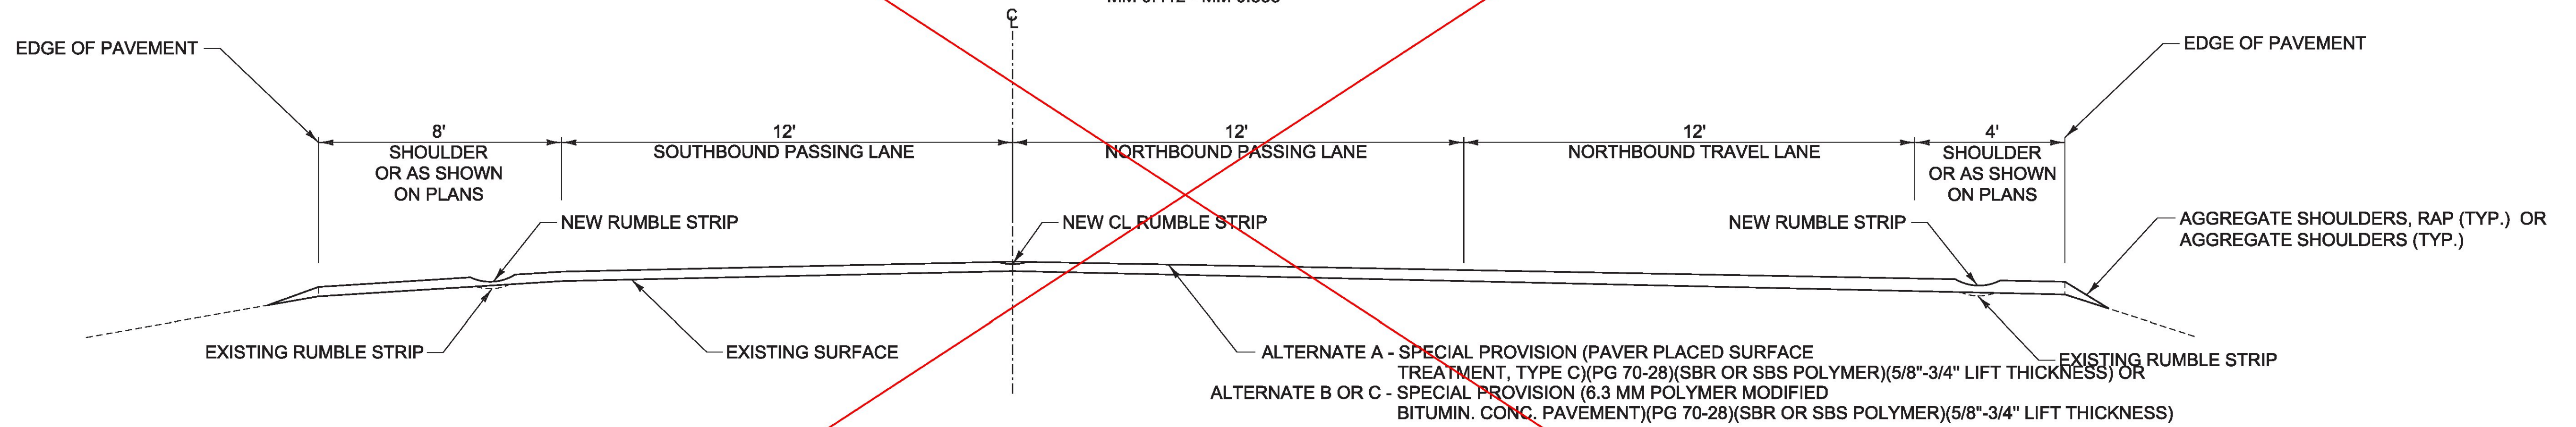 CL
EDGE OF PAVEMENT
EDGE OF PAVEMENT
8'
SHOULDER
OR AS SHOWN
ON PLANS
12'
SOUTHBOUND PASSING LANE
12'
NORTHBOUND PASSING LANE
12'
NORTHBOUND TRAVEL LANE
4'
SHOULDER
OR AS SHOWN
ON PLANS
NEW RUMBLE STRIP
NEW CL RUMBLE STRIP
NEW RUMBLE STRIP
AGGREGATE SHOULDERS, RAP (TYP.) OR
AGGREGATE SHOULDERS (TYP.)
EXISTING RUMBLE STRIP
EXISTING SURFACE
ALTERNATE A - SPECIAL PROVISION (PAVER PLACED SURFACE
TREATMENT, TYPE C)(PG 70-28)(SBR OR SBS POLYMER)(5/8"-3/4" LIFT THICKNESS) OR
ALTERNATE B OR C - SPECIAL PROVISION (6.3 MM POLYMER MODIFIED
BITUMIN. CONC. PAVEMENT)(PG 70-28)(SBR OR SBS POLYMER)(5/8"-3/4" LIFT THICKNESS)
EXISTING RUMBLE STRIP